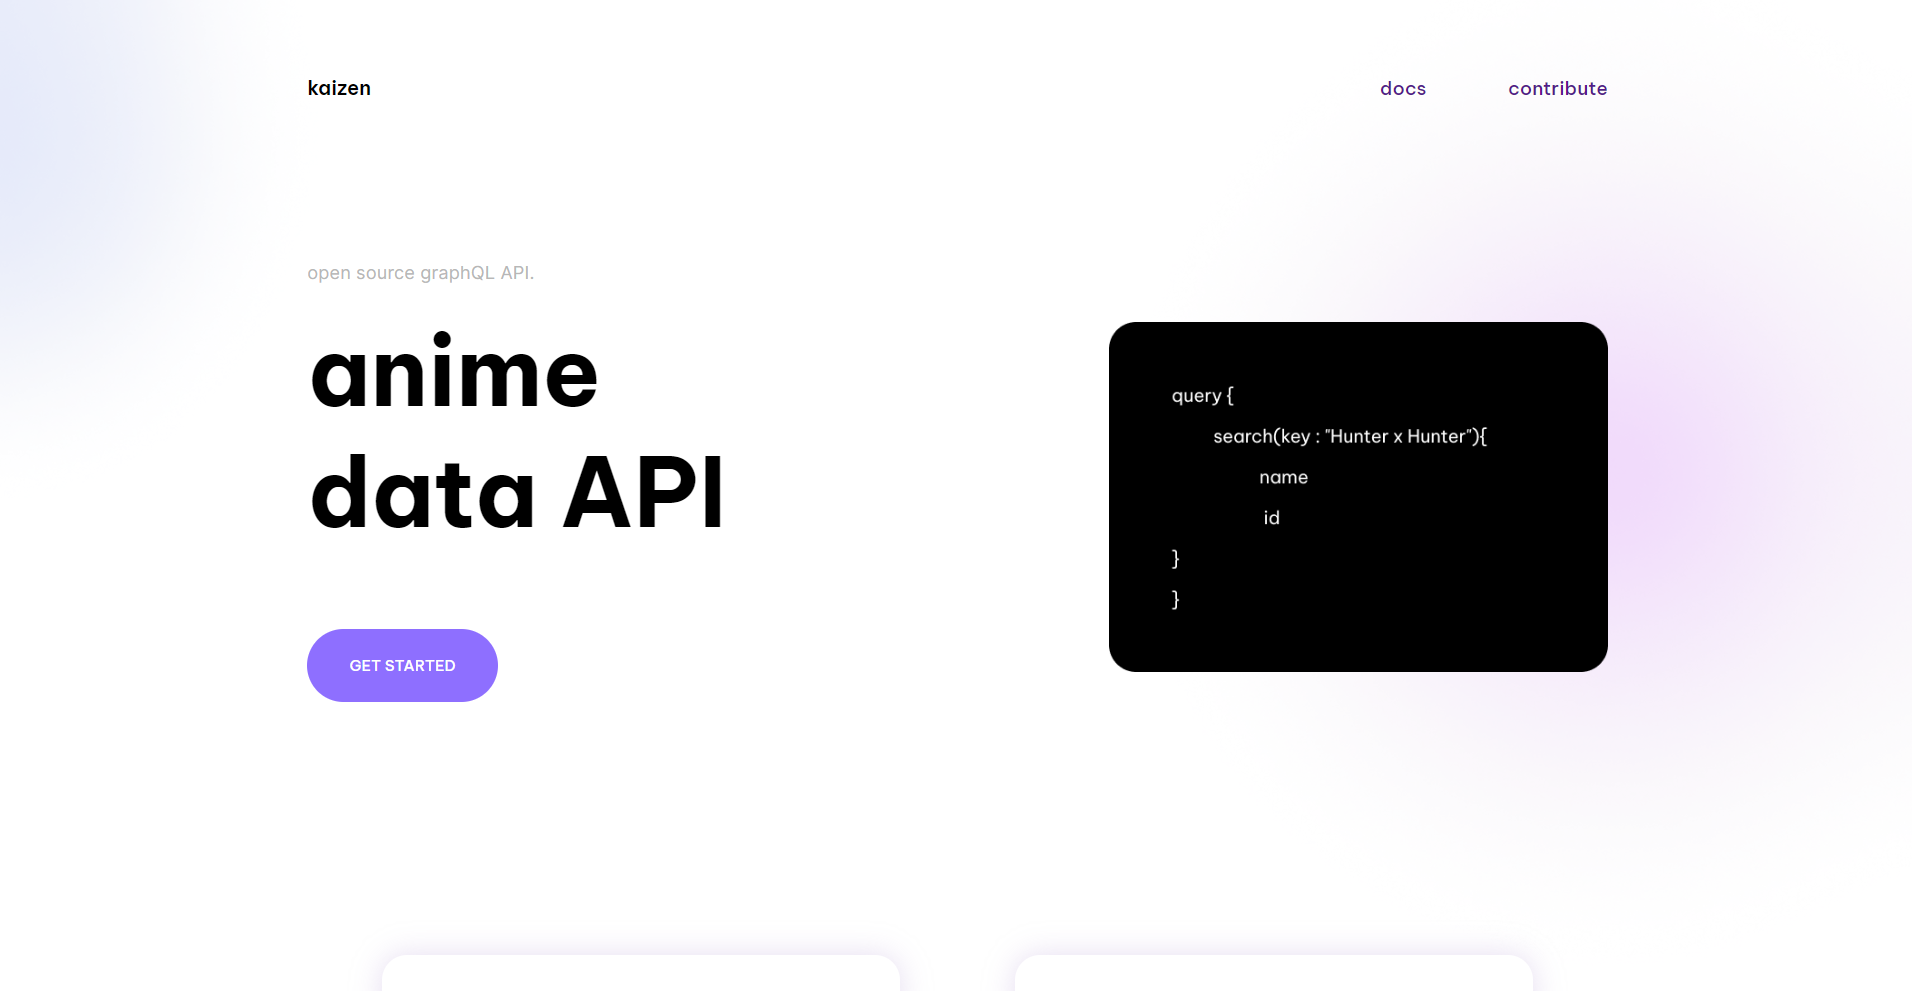 kaizen
docs
contribute
open source graphQL API.
anime
data API
GET STARTED
query {
search(key : "Hunter x Hunter"){
name
id
}
}